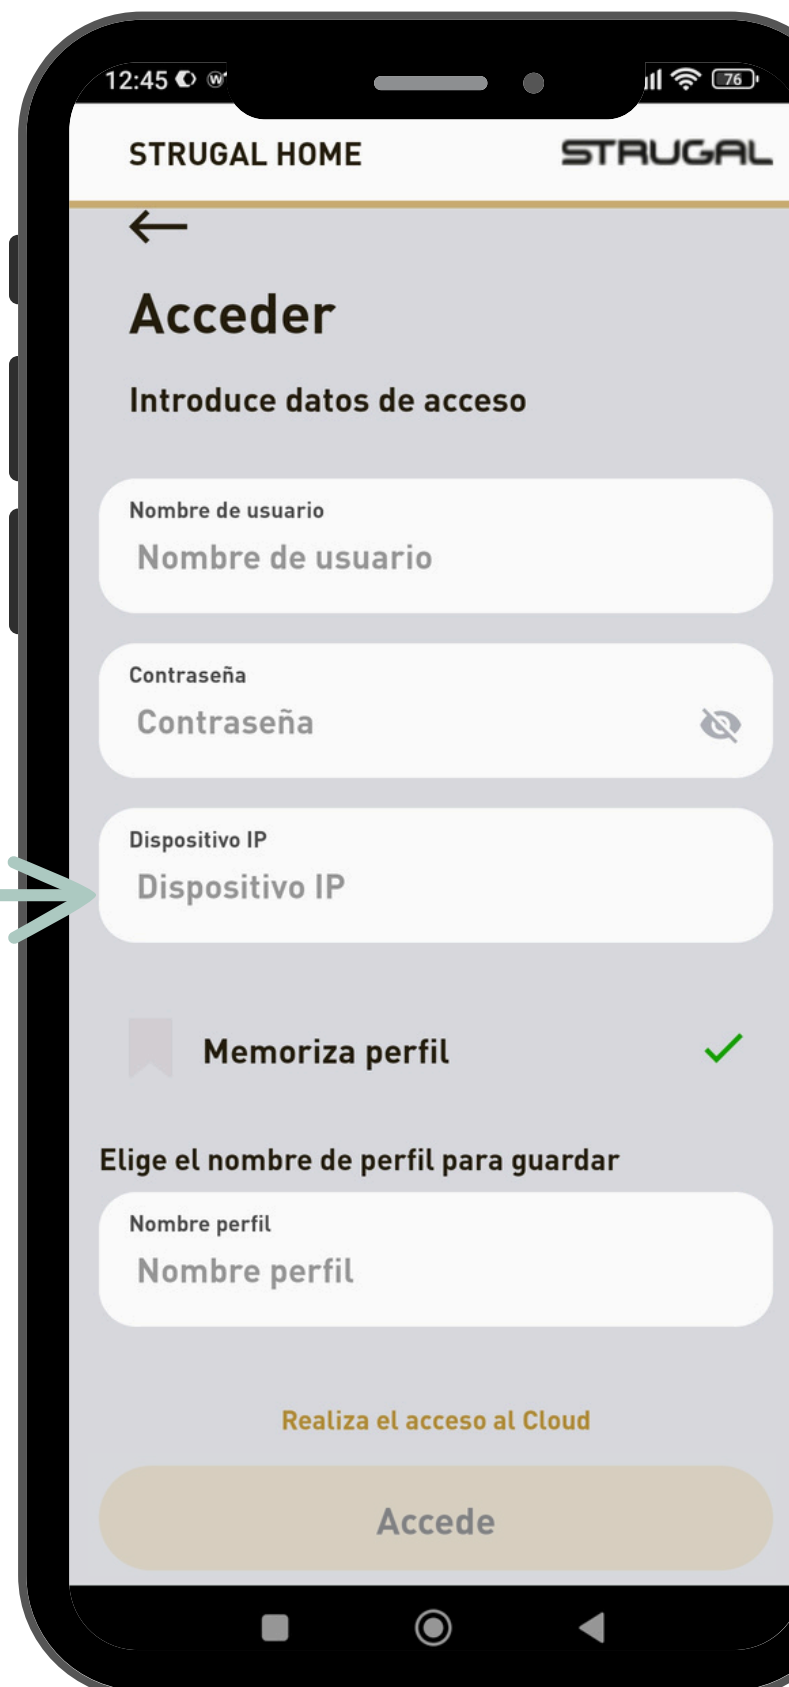 12:45
76
STRUGAL HOME
STRUGAL
Acceder
Introduce datos de acceso
Nombre de usuario
Nombre de usuario
Contraseña
Contraseña
Dispositivo IP
Dispositivo IP
Memoriza perfil
Elige el nombre de perfil para guardar
Nombre perfil
Nombre perfil
Realiza el acceso al Cloud
Accede